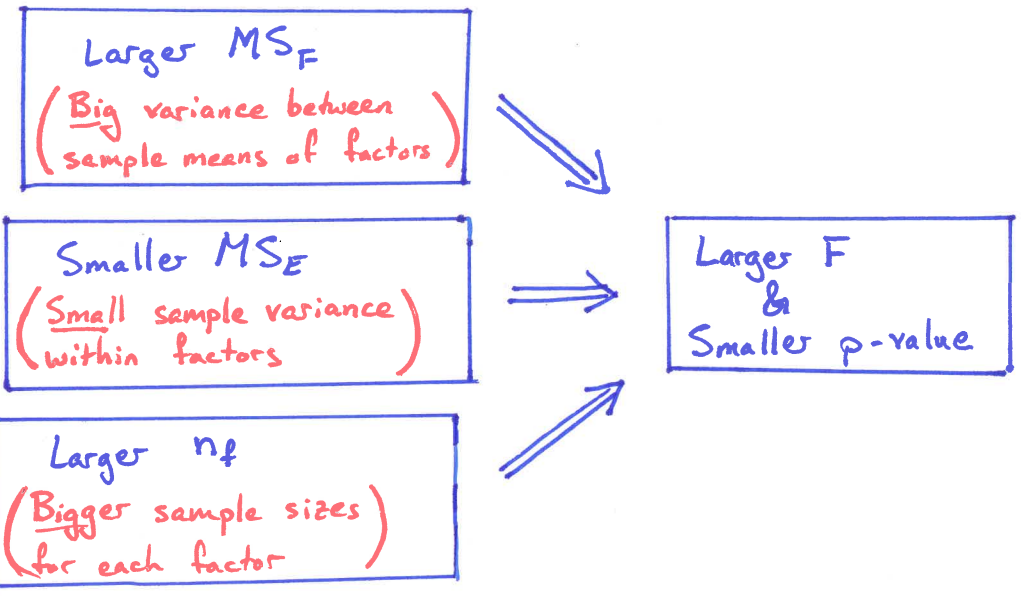 Larger MS_F
(Big variance between
sample means of factors)
Smaller MS_E
(Small sample variance
within factors)
Larger n_f
(Bigger sample sizes
for each factor)
Larger F
&
Smaller p-value